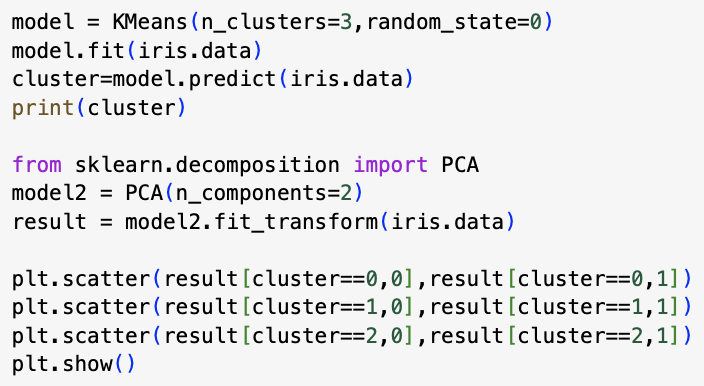 model = KMeans(n_clusters=3,random_state=0)
model.fit(iris.data)
cluster=model.predict(iris.data)
print(cluster)

from sklearn.decomposition import PCA
model2 = PCA(n_components=2)
result = model2.fit_transform(iris.data)

plt.scatter(result[cluster==0,0],result[cluster==0,1])
plt.scatter(result[cluster==1,0],result[cluster==1,1])
plt.scatter(result[cluster==2,0],result[cluster==2,1])
plt.show()